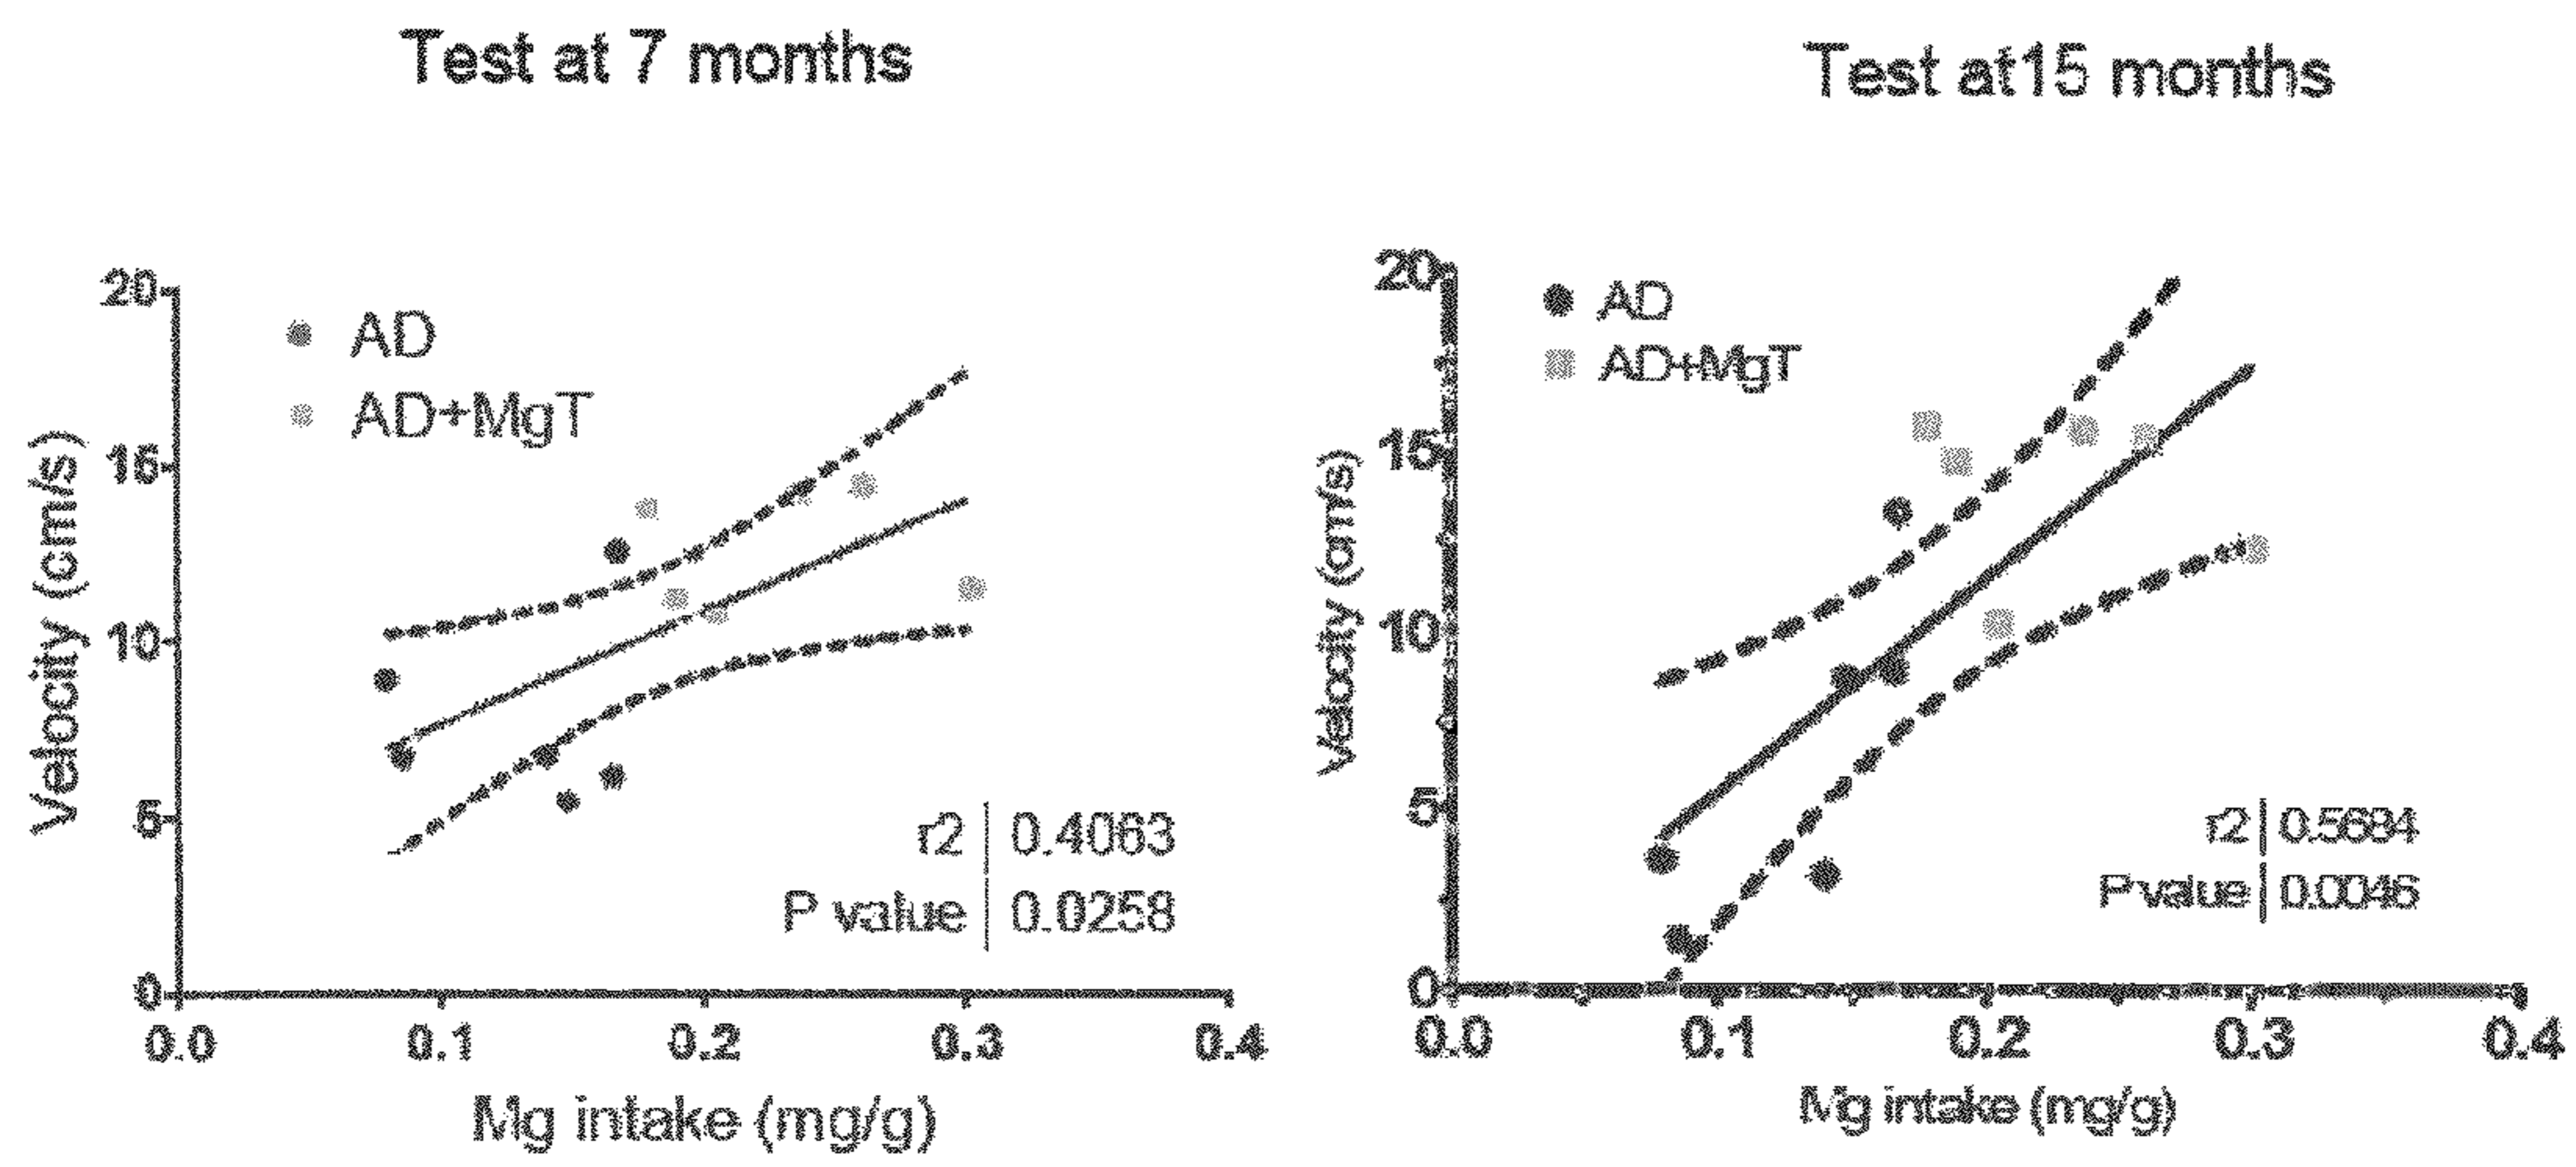 Test at 7 months
20
15
10
5
0
Velocity (cm/s)
AD
AD+MgT
r2 0.4063
P value 0.0258
0.0 0.1 0.2 0.3 0.4
Mg intake (mg/g)
Test at15 months
20
15
10
5
0
Velocity (cm/s)
AD
AD+MgT
r2 0.5684
P value 0.0046
0.0 0.1 0.2 0.3 0.4
Mg intake (mg/g)